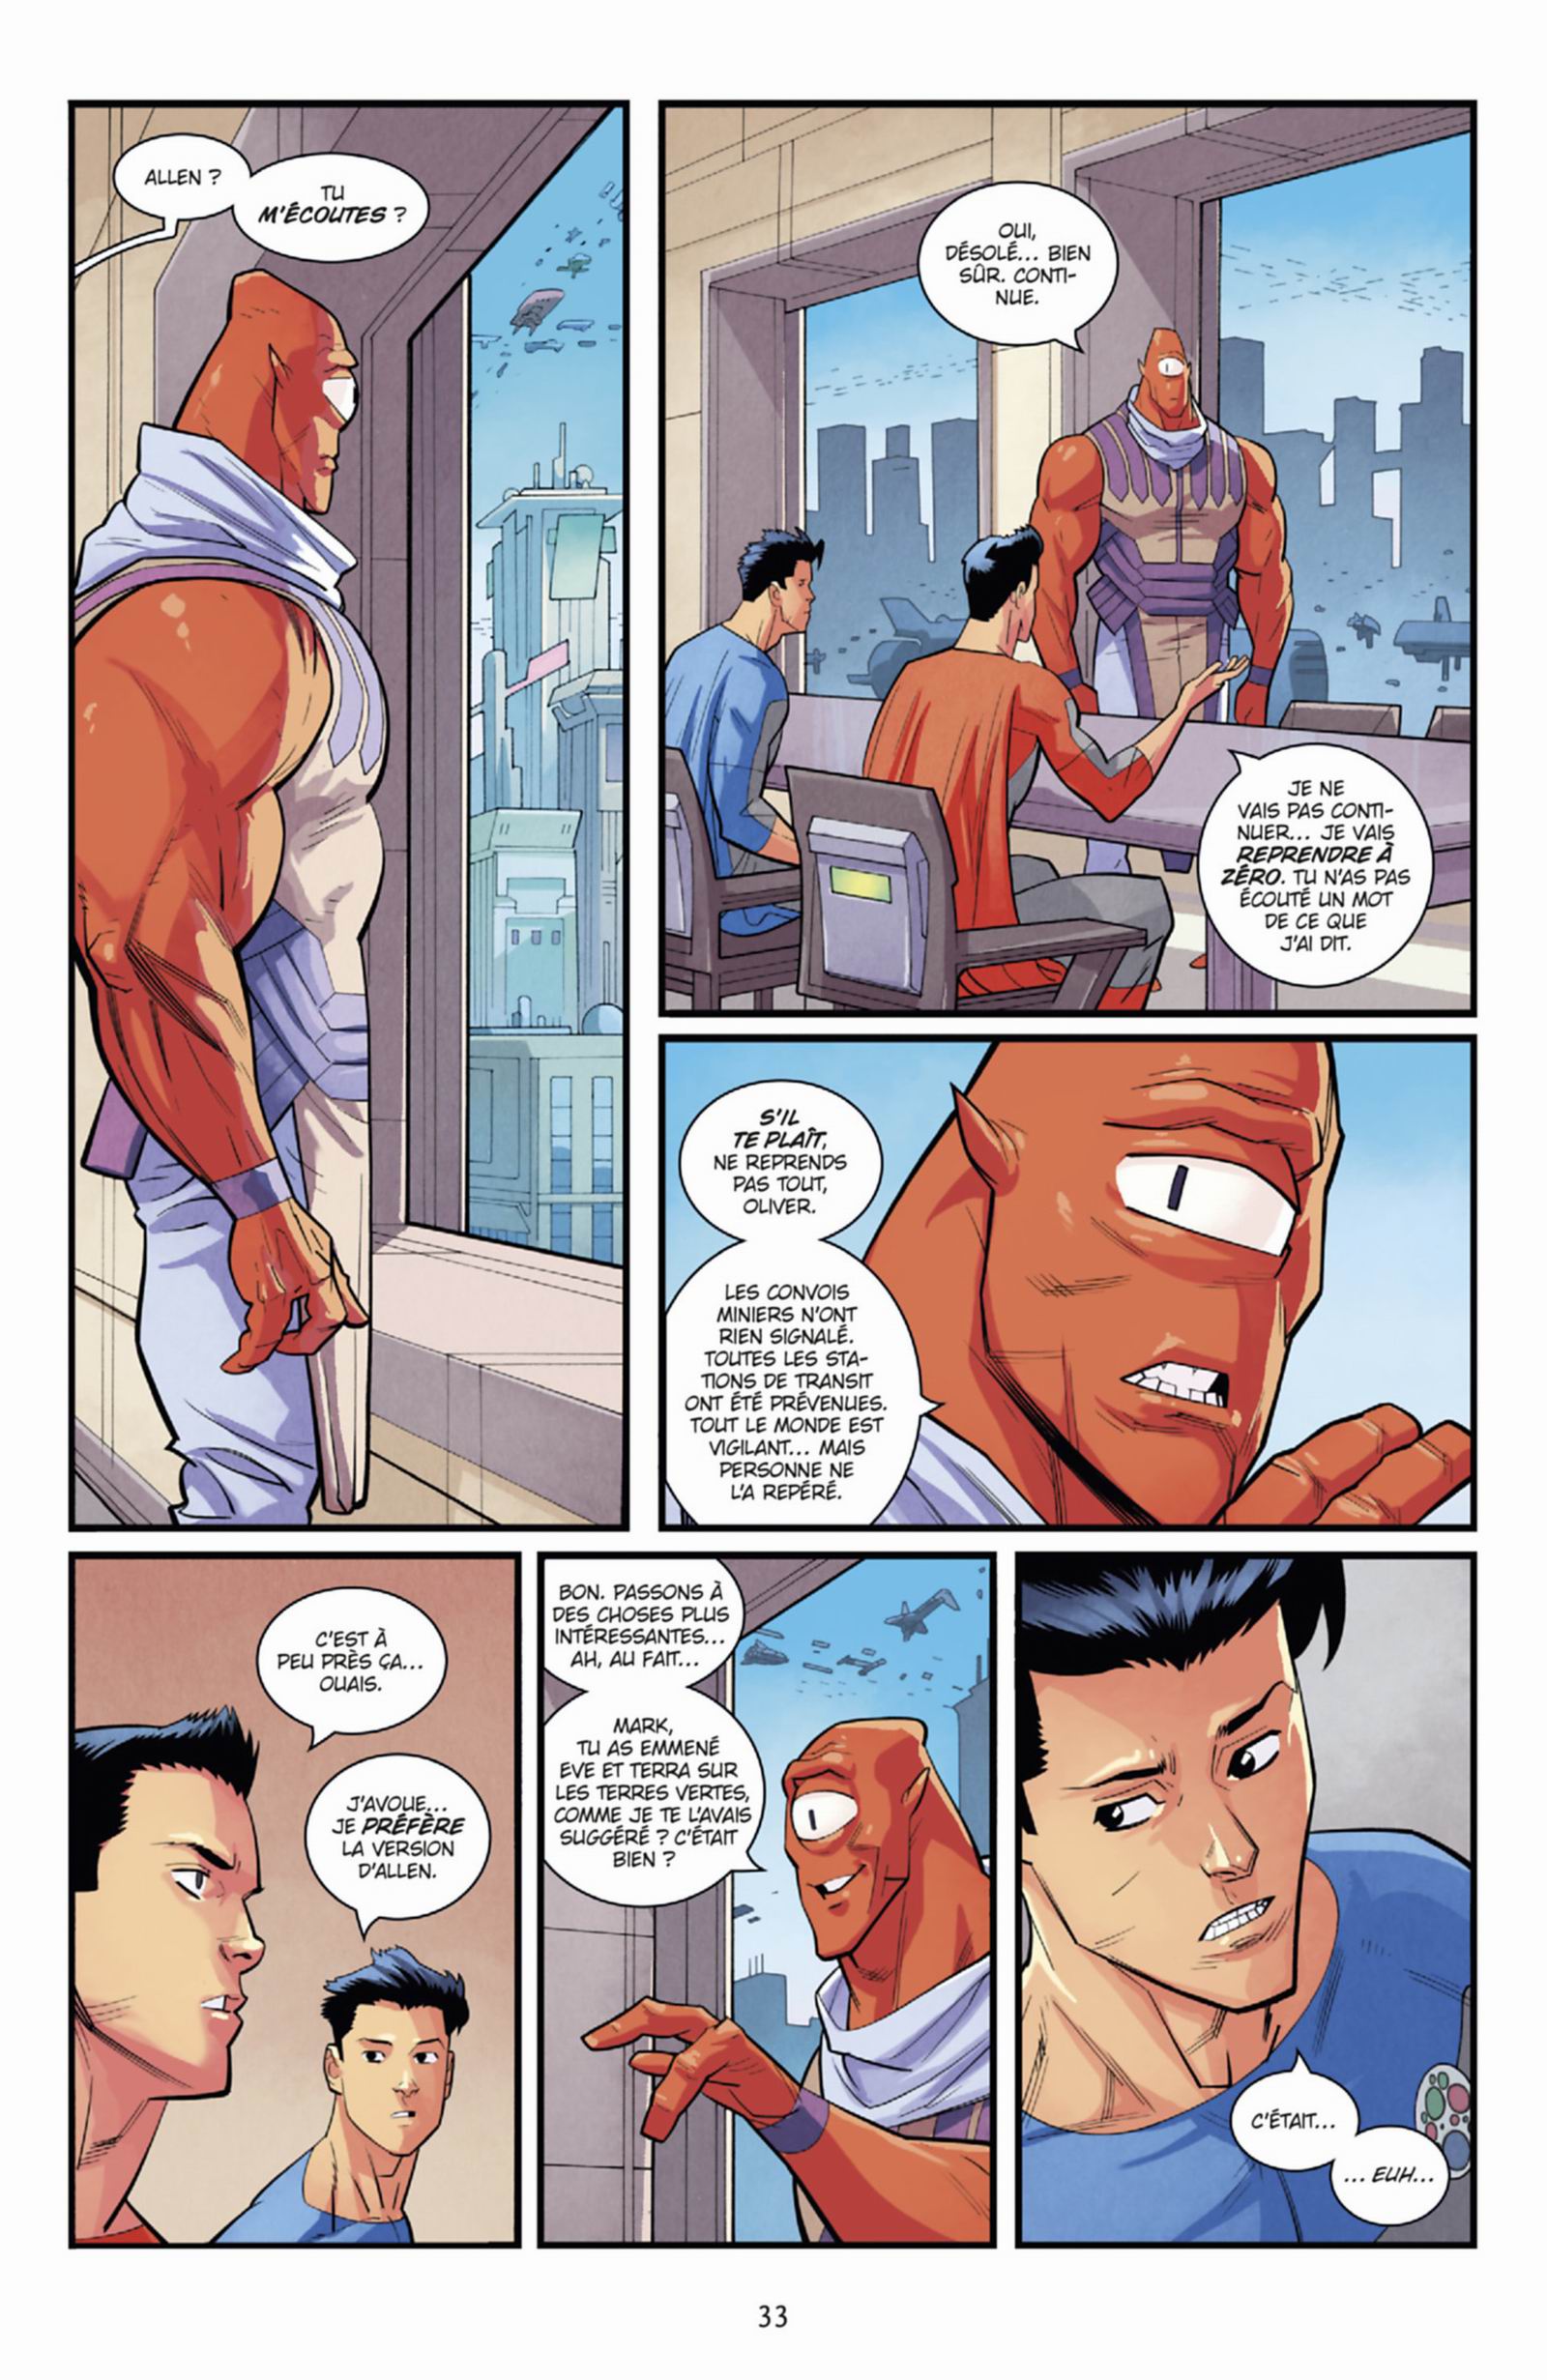 ALLEN ?
TU
M'ÉCOUTES ?
OUI,
DÉSOLÉ... BIEN
SÛR. CONTI-
NUE.
JE NE
VAIS PAS CONTI-
NUER... JE VAIS
REPRENDRE À
ZÉRO. TU N'AS PAS
ÉCOUTÉ UN MOT
DE CE QUE
J'AI DIT.
S'IL
TE PLAÎT,
NE REPRENDS
PAS TOUT,
OLIVER.
LES CONVOIS
MINIERS N'ONT
RIEN SIGNALÉ.
TOUTES LES STA-
TIONS DE TRANSIT
ONT ÉTÉ PRÉVENUES.
TOUT LE MONDE EST
VIGILANT... MAIS
PERSONNE NE
L'A REPÉRÉ.
C'EST À
PEU PRÈS ÇA...
OUAIS.
J'AVOUE...
JE PRÉFÈRE
LA VERSION
D'ALLEN.
BON. PASSONS À
DES CHOSES PLUS
INTÉRESSANTES...
AH, AU FAIT...
MARK,
TU AS EMMENÉ
EVE ET TERRA SUR
LES TERRES VERTES,
COMME JE TE L'AVAIS
SUGGÉRÉ ? C'ÉTAIT
BIEN ?
C'ÉTAIT...
... EUH...
33